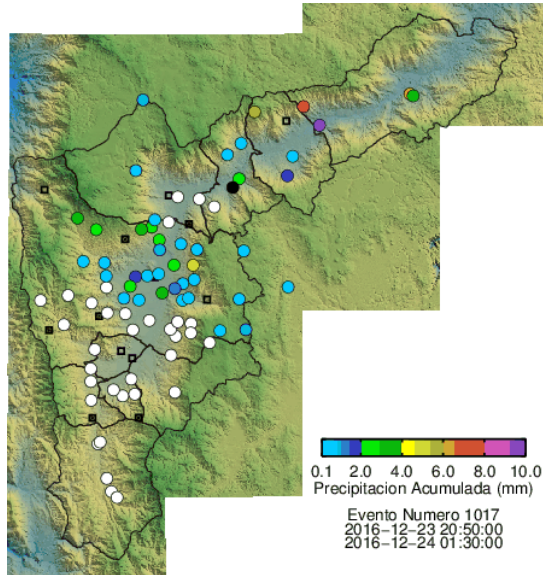 0.1 2.0 4.0 6.0 8.0 10.0
Precipitacion Acumulada (mm)
Evento Numero 1017
2016-12-23 20:50:00
2016-12-24 01:30:00